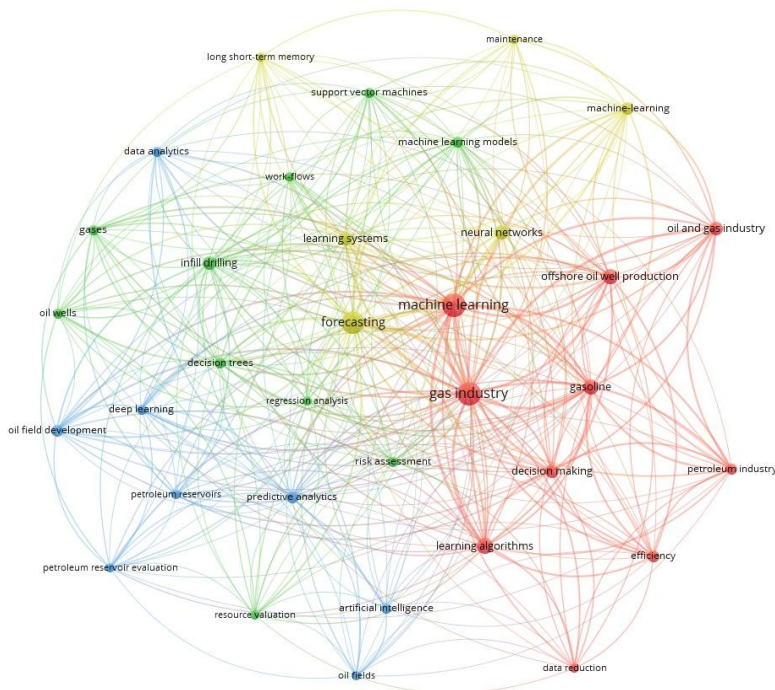 maintenance
long short-term memory
support vector machines
machine-learning
machine learning models
data analytics
work-flows
gases
learning systems
neural networks
oil and gas industry
infill drilling
offshore oil well production
machine learning
oil wells
forecasting
decision trees
gas industry
gasoline
regression analysis
deep learning
oil field development
risk assessment
decision making
petroleum industry
petroleum reservoirs
predictive analytics
learning algorithms
efficiency
petroleum reservoir evaluation
artificial intelligence
resource valuation
data reduction
oil fields